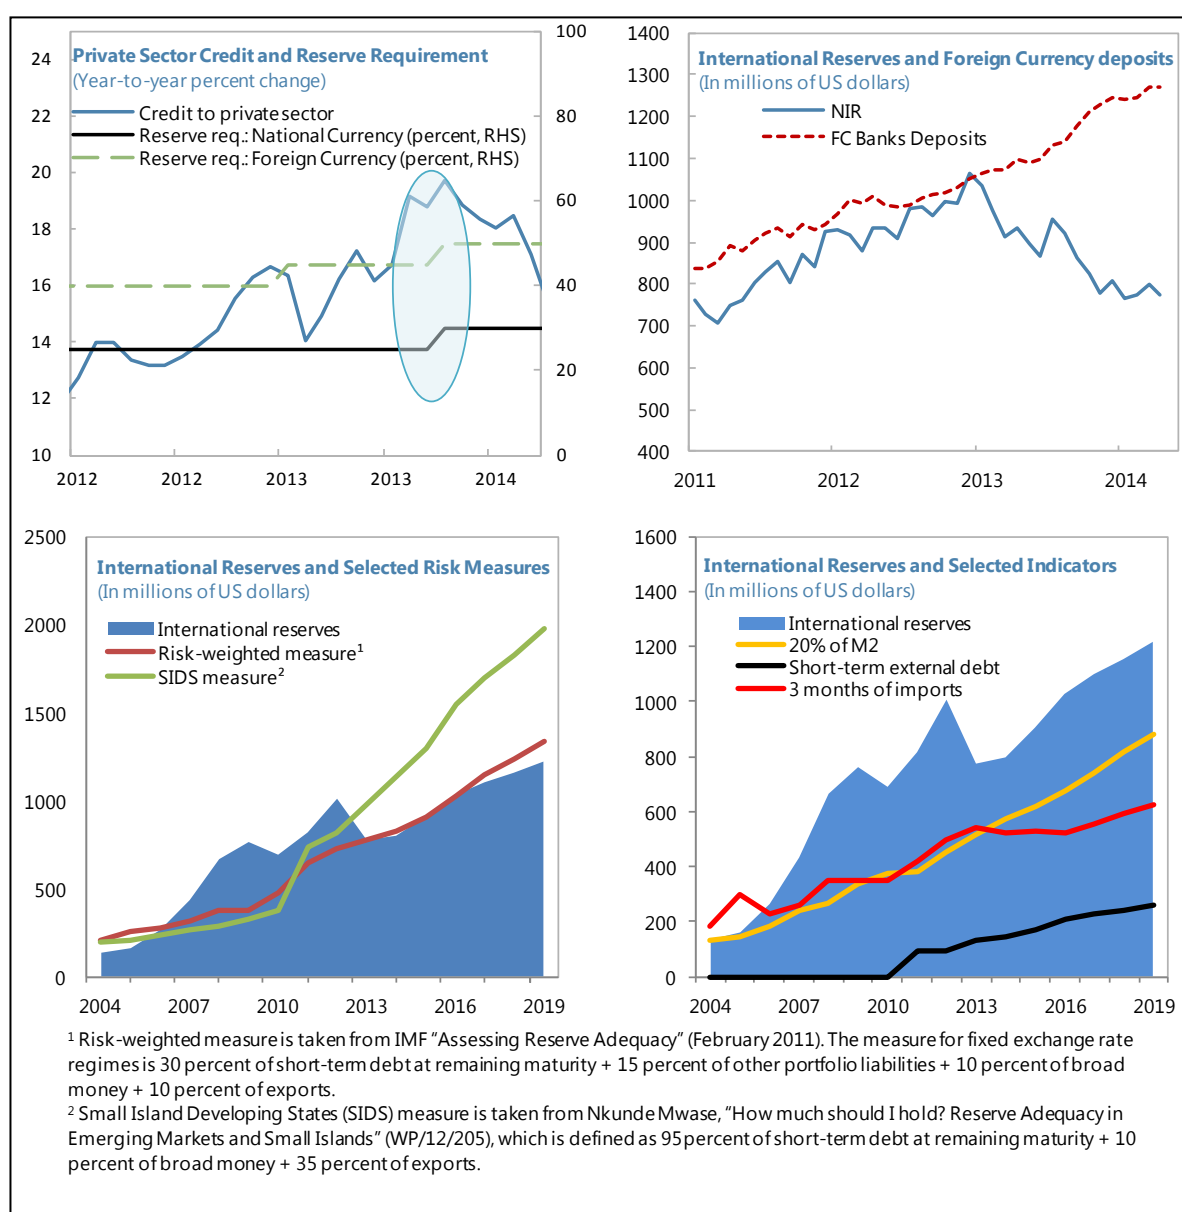 Private Sector Credit and Reserve Requirement
(Year-to-year percent change)
Credit to private sector
Reserve req.: National Currency (percent, RHS)
Reserve req.: Foreign Currency (percent, RHS)
24
22
20
18
16
14
12
10
100
80
60
40
20
0
2012
2012
2013
2013
2014
International Reserves and Foreign Currency deposits
(In millions of US dollars)
NIR
FC Banks Deposits
1400
1300
1200
1100
1000
900
800
700
600
500
400
2011
2012
2013
2014
International Reserves and Selected Risk Measures
(In millions of US dollars)
International reserves
Risk-weighted measure¹
SIDS measure²
2500
2000
1500
1000
500
0
2004
2007
2010
2013
2016
2019
International Reserves and Selected Indicators
(In millions of US dollars)
International reserves
20% of M2
Short-term external debt
3 months of imports
1600
1400
1200
1000
800
600
400
200
0
2004
2007
2010
2013
2016
2019
¹ Risk-weighted measure is taken from IMF “Assessing Reserve Adequacy” (February 2011). The measure for fixed exchange rate
regimes is 30 percent of short-term debt at remaining maturity + 15 percent of other portfolio liabilities + 10 percent of broad
money + 10 percent of exports.
² Small Island Developing States (SIDS) measure is taken from Nkunde Mwase, “How much should I hold? Reserve Adequacy in
Emerging Markets and Small Islands” (WP/12/205), which is defined as 95 percent of short-term debt at remaining maturity + 10
percent of broad money + 35 percent of exports.